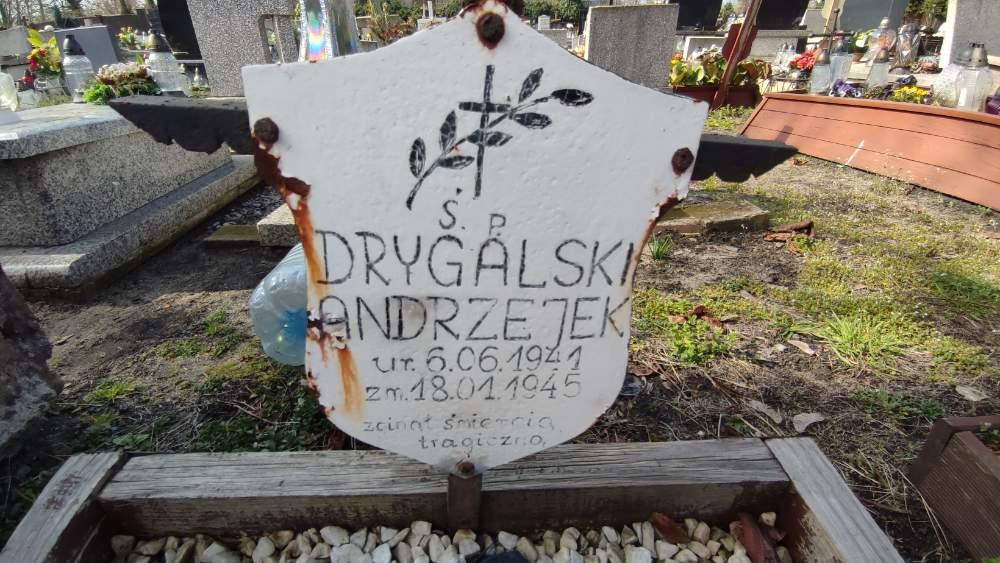 Ś. P.
DRYGALSKI
ANDRZEJEK
ur. 6.06.1941
zm. 18.01.1945
zginął śmiercią
tragiczną